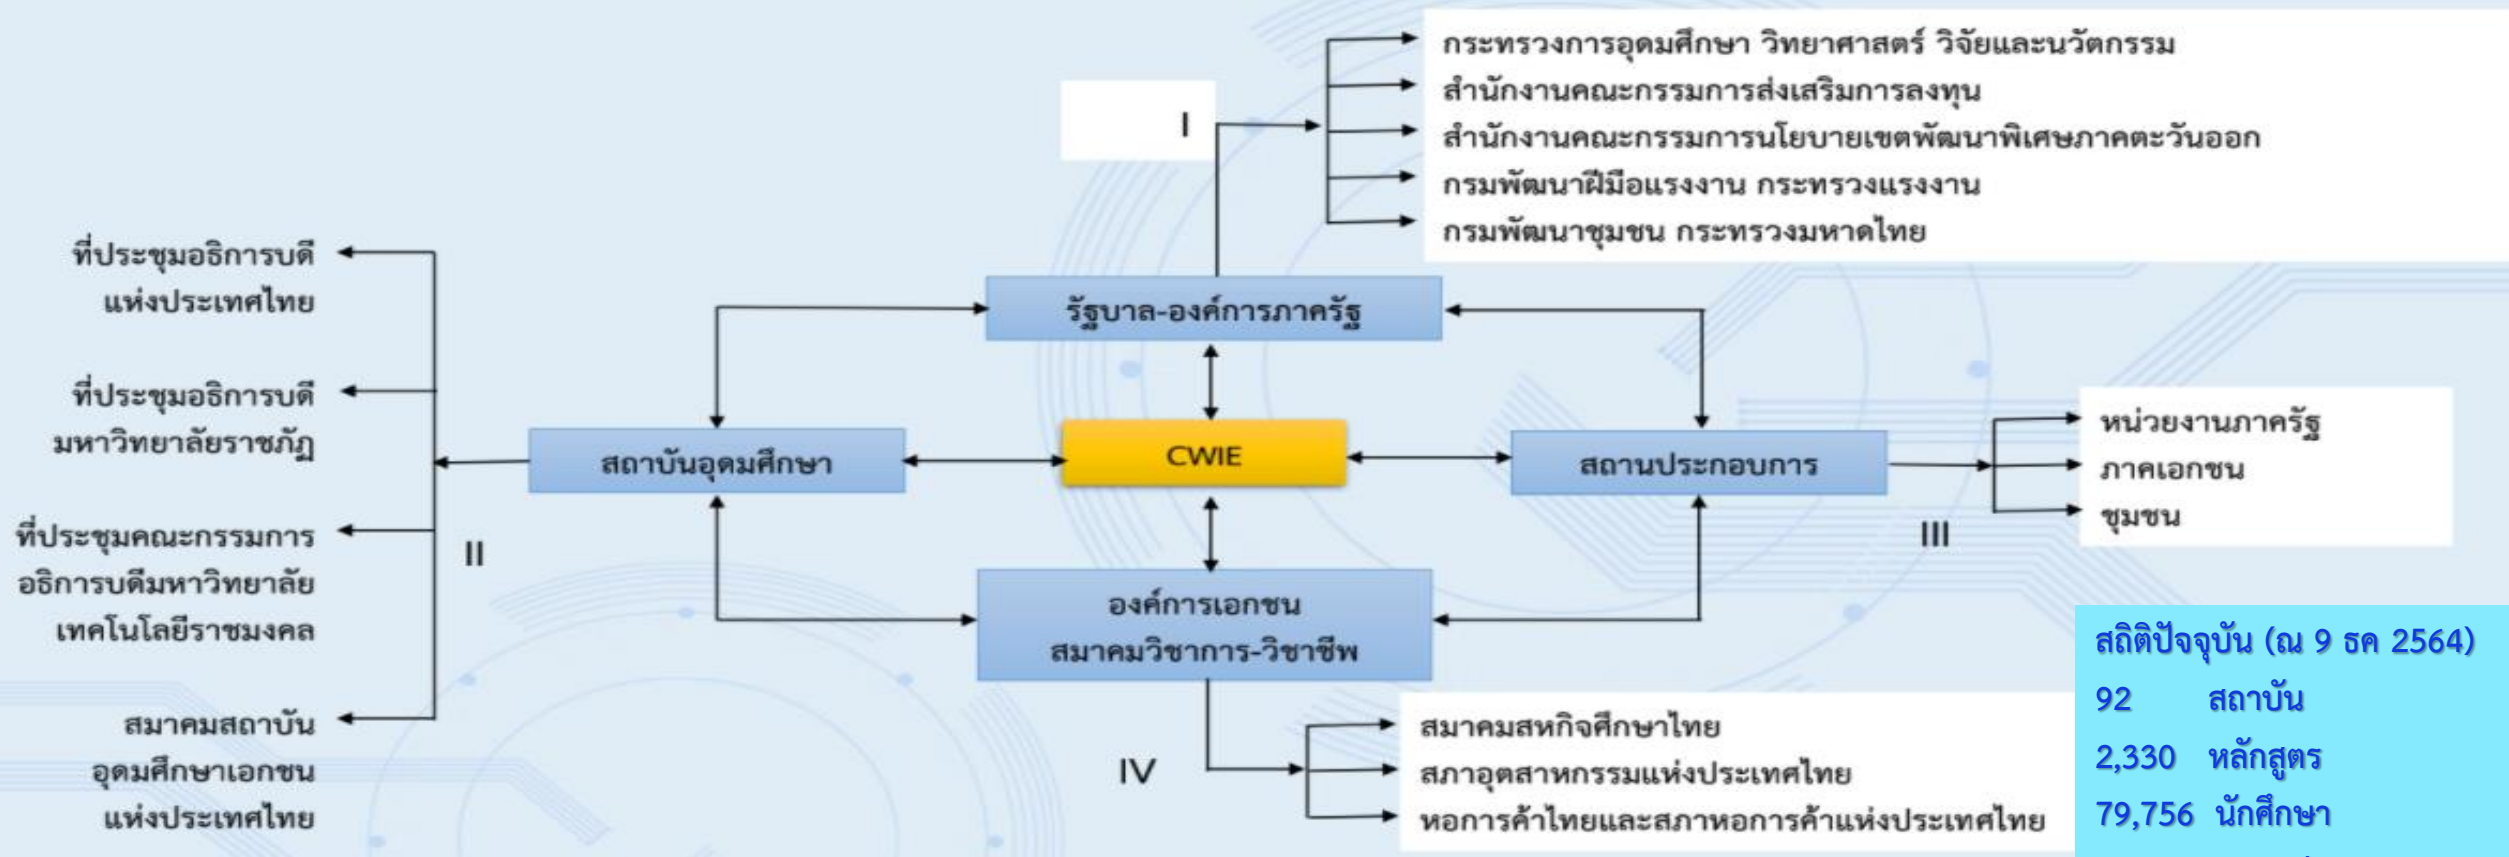 I
กระทรวงการอุดมศึกษา วิทยาศาสตร์ วิจัยและนวัตกรรม
สำนักงานคณะกรรมการส่งเสริมการลงทุน
สำนักงานคณะกรรมการนโยบายเขตพัฒนาพิเศษภาคตะวันออก
กรมพัฒนาฝีมือแรงงาน กระทรวงแรงงาน
กรมพัฒนาชุมชน กระทรวงมหาดไทย
รัฐบาล-องค์การภาครัฐ
ที่ประชุมอธิการบดี
แห่งประเทศไทย
ที่ประชุมอธิการบดี
มหาวิทยาลัยราชภัฏ
ที่ประชุมคณะกรรมการ
อธิการบดีมหาวิทยาลัย
เทคโนโลยีราชมงคล
สมาคมสถาบัน
อุดมศึกษาเอกชน
แห่งประเทศไทย
II
สถาบันอุดมศึกษา
CWIE
สถานประกอบการ
III
หน่วยงานภาครัฐ
ภาคเอกชน
ชุมชน
องค์การเอกชน
สมาคมวิชาการ-วิชาชีพ
IV
สมาคมสหกิจศึกษาไทย
สภาอุตสาหกรรมแห่งประเทศไทย
หอการค้าไทยและสภาหอการค้าแห่งประเทศไทย
สถิติปัจจุบัน (ณ 9 ธค 2564)
92 สถาบัน
2,330 หลักสูตร
79,756 นักศึกษา